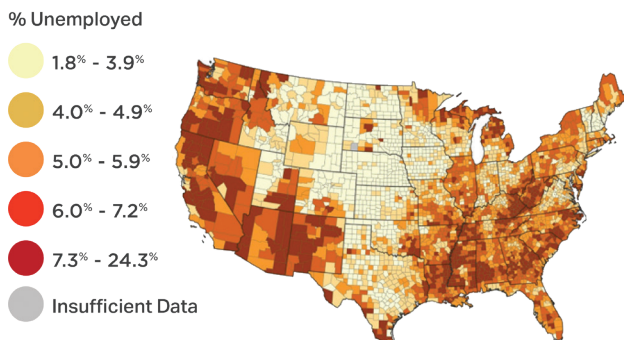 % Unemployed
1.8% - 3.9%
4.0% - 4.9%
5.0% - 5.9%
6.0% - 7.2%
7.3% - 24.3%
Insufficient Data